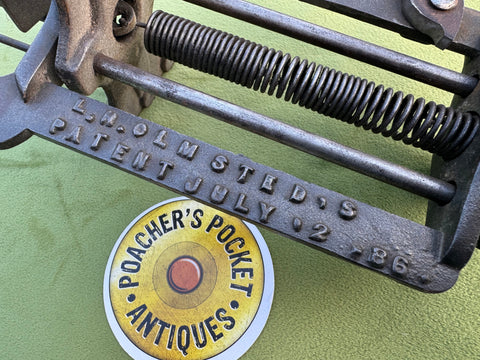 L.N.OLMSTED,S
PATENT JULY '2 '86
POACHER'S POCKET
• ANTIQUES •